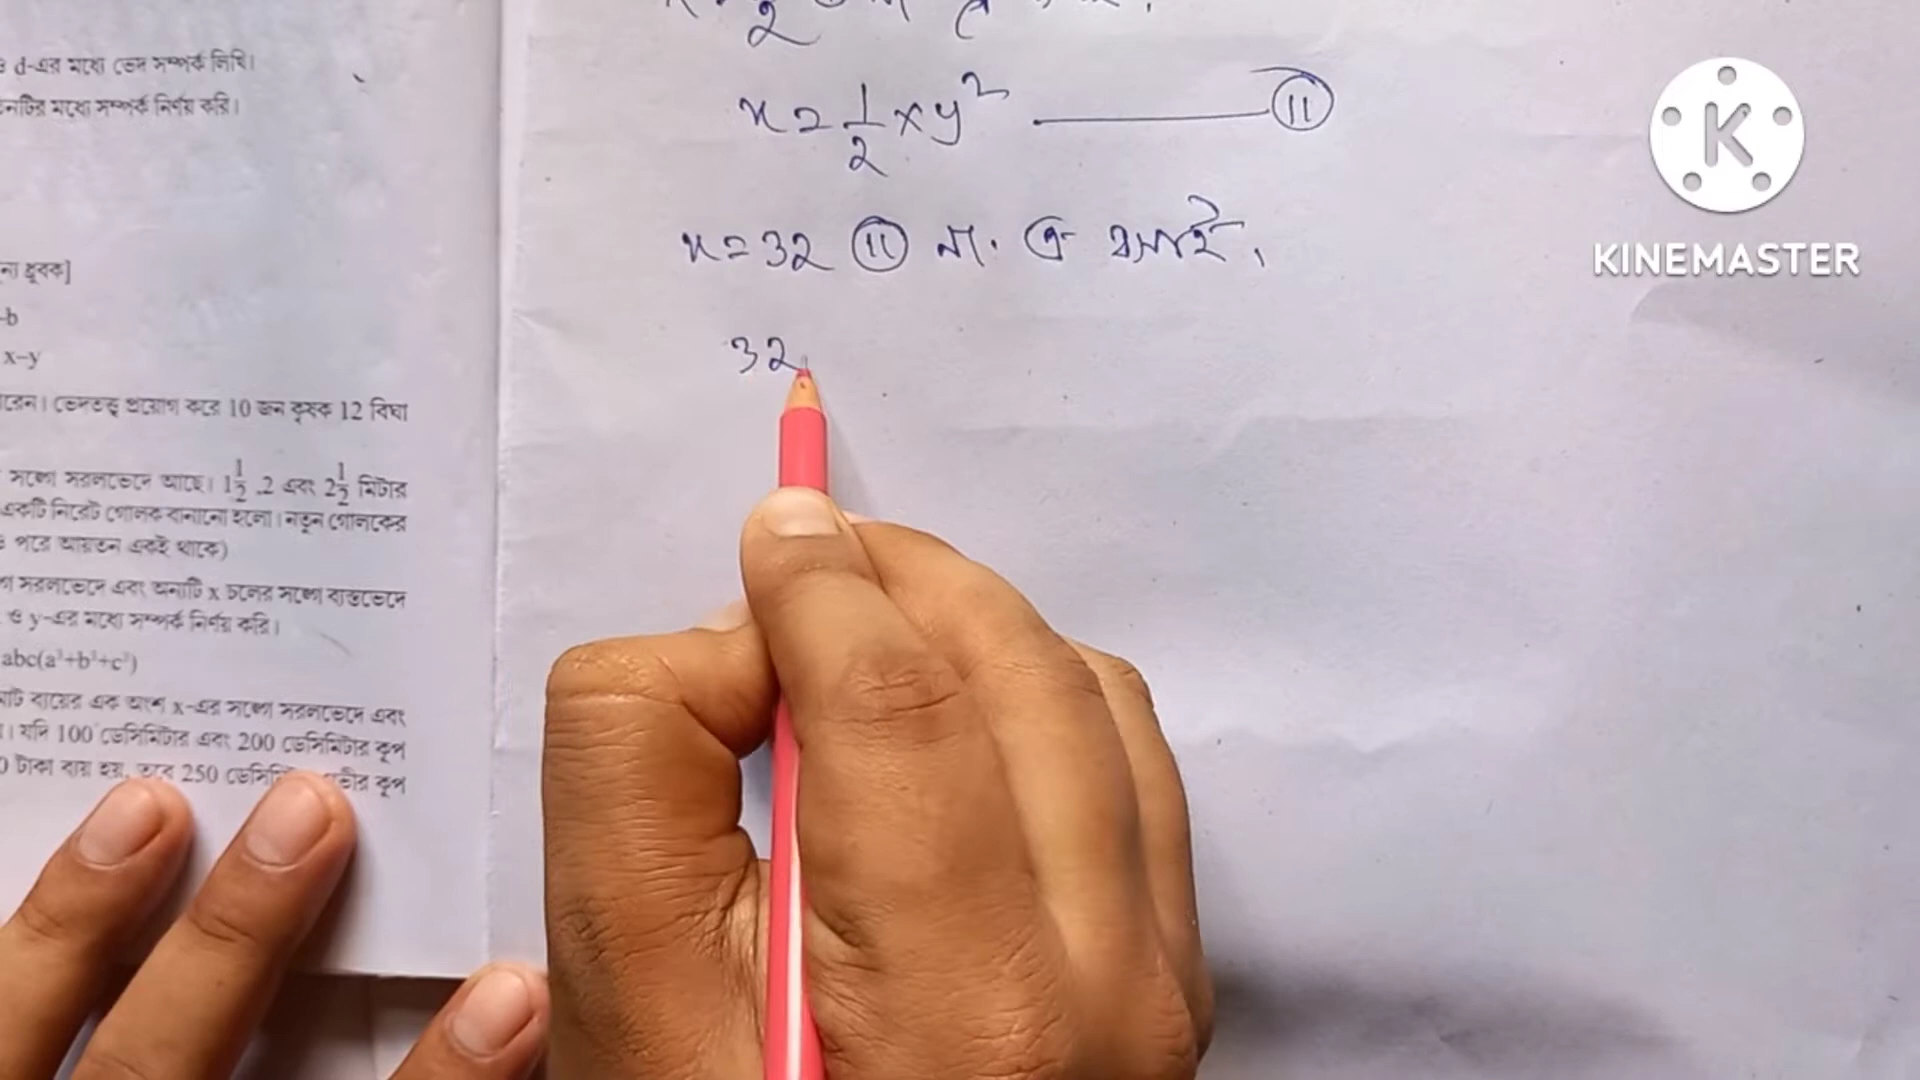 d-এর মধ্যে ভেদ সম্পর্ক লিখি।
মধ্যে সম্পর্ক নির্ণয় করি।
ধ্রুবক]
-b
x–y
ভেদতত্ত্ব প্রয়োগ করে 10 জন কৃষক 12 বিঘা
সঙ্গে সরলভেদে আছে। 1 1/2 ,2 এবং 2 1/2 মিটার
একটি নিরেট গোলক বানানো হলো। নতুন গোলকের
পরে আয়তন একই থাকে)
সরলভেদে এবং অন্যটি x চলের সঙ্গে ব্যস্তভেদে
ও y-এর মধ্যে সম্পর্ক নির্ণয় করি।
abc(a³+b³+c³)
ব্যয়ের এক অংশ x-এর সঙ্গে সরলভেদে এবং
। যদি 100 ডেসিমিটার এবং 200 ডেসিমিটার কূপ
টাকা ব্যয় হয়, তবে 250 কূপ
2
x = 1/2 × y² ——— (II)
x = 32 (II) নং এ বসাই।
32
KINEMASTER